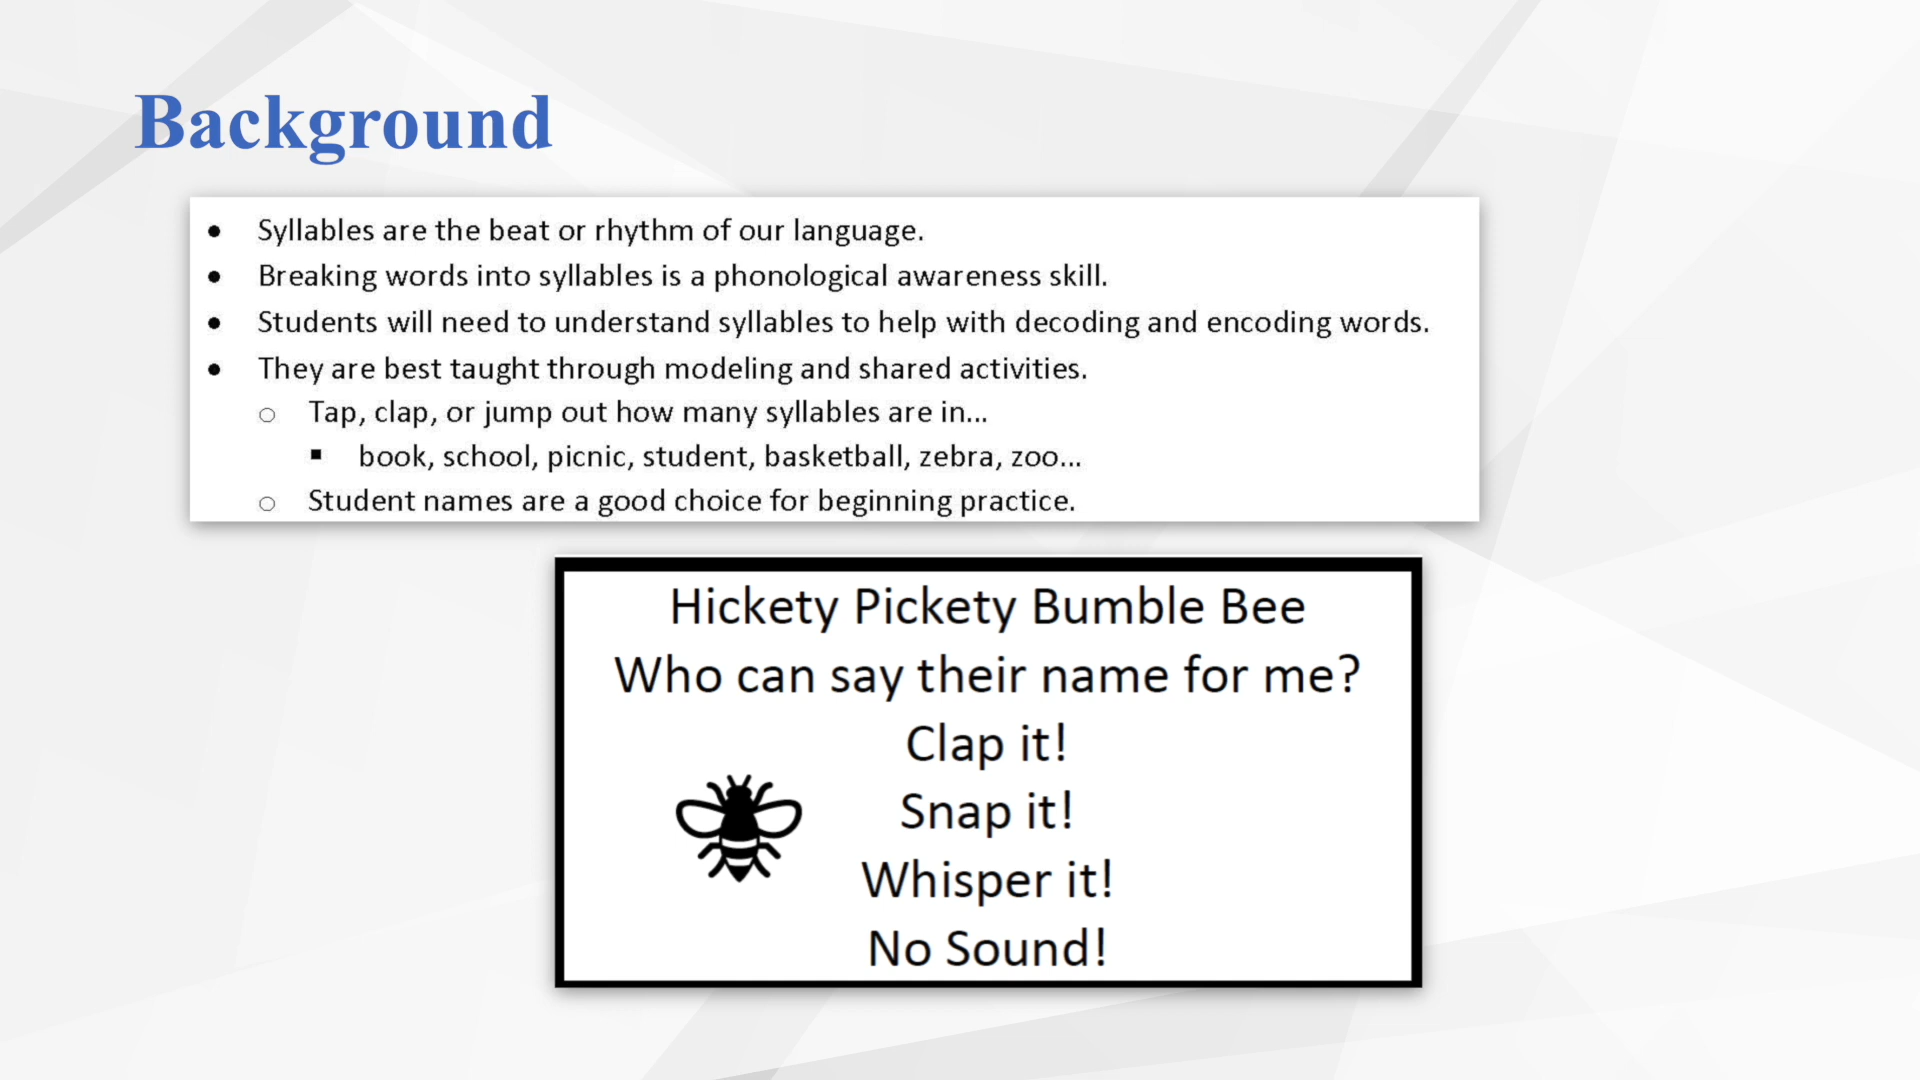 Background
● Syllables are the beat or rhythm of our language.
● Breaking words into syllables is a phonological awareness skill.
● Students will need to understand syllables to help with decoding and encoding words.
● They are best taught through modeling and shared activities.
○ Tap, clap, or jump out how many syllables are in...
■ book, school, picnic, student, basketball, zebra, zoo...
○ Student names are a good choice for beginning practice.
Hickety Pickety Bumble Bee
Who can say their name for me?
Clap it!
Snap it!
Whisper it!
No Sound!